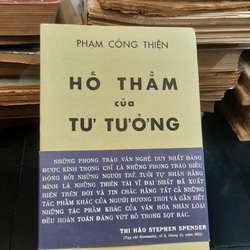 PHẠM CÔNG THIỆN
HỐ THẲM
của
TƯ TƯỞNG
NHỮNG PHONG TRÀO VĂN NGHỆ DUY NHẤT ĐÁNG
ĐƯỢC KÍNH TRỌNG CHỈ LÀ NHỮNG PHONG TRÀO ĐIỀU
ĐỘNG BỞI NHỮNG NGƯỜI TRẺ TUỔI TỰ NHẬN RẰNG
MÌNH LÀ NHỮNG THIÊN TÀI VĨ ĐẠI NHẤT ĐÃ XUẤT
HIỆN TRÊN ĐỜI VÀ TIN CHẮC RẰNG TẤT CẢ NHỮNG
TÁC PHẨM KHÁC CỦA NGƯỜI ĐƯƠNG THỜI VÀ GẦN HẾT
NHỮNG TÁC PHẨM KHÁC CỦA VĂN HÓA NHÂN LOẠI
ĐỀU HOÀN TOÀN ĐÁNG VỨT BỎ TRONG SỌT RÁC.
THI HÀO STEPHEN SPENDER